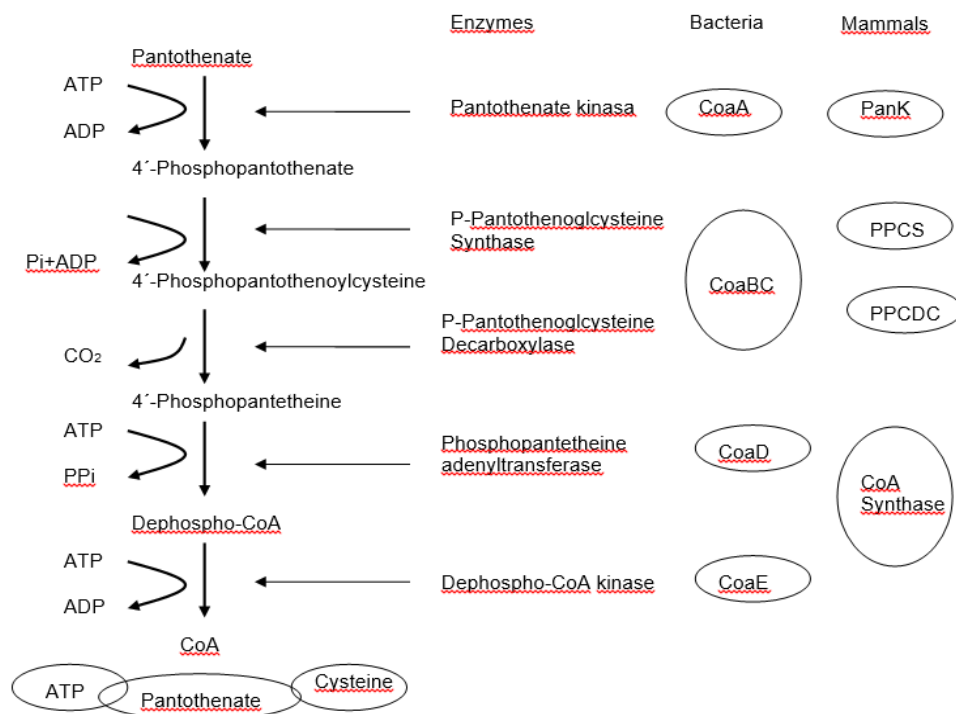 Enzymes Bacteria Mammals
Pantothenate
ATP
Pantothenate kinasa CoaA PanK
ADP
4´-Phosphopantothenate
P-Pantothenoglcysteine
Synthase
PPCS
Pi+ADP
4´-Phosphopantothenoylcysteine
CoaBC
P-Pantothenoglcysteine
Decarboxylase
PPCDC
CO₂
4´-Phosphopantetheine
ATP
Phosphopantetheine
adenyltransferase
CoaD
PPi
CoA
Synthase
Dephospho-CoA
ATP
Dephospho-CoA kinase CoaE
ADP
CoA
ATP Pantothenate Cysteine